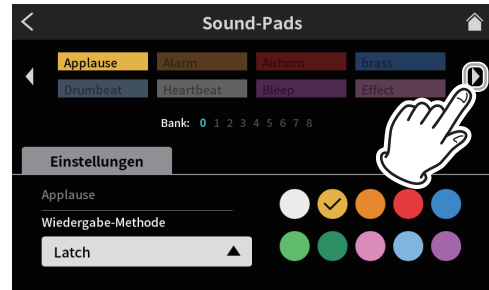 Sound-Pads
Applause Alarm Airhorn brass
Drumbeat Heartbeat Bleep Effect
Bank: 0 1 2 3 4 5 6 7 8
Einstellungen
Applause
Wiedergabe-Methode
Latch